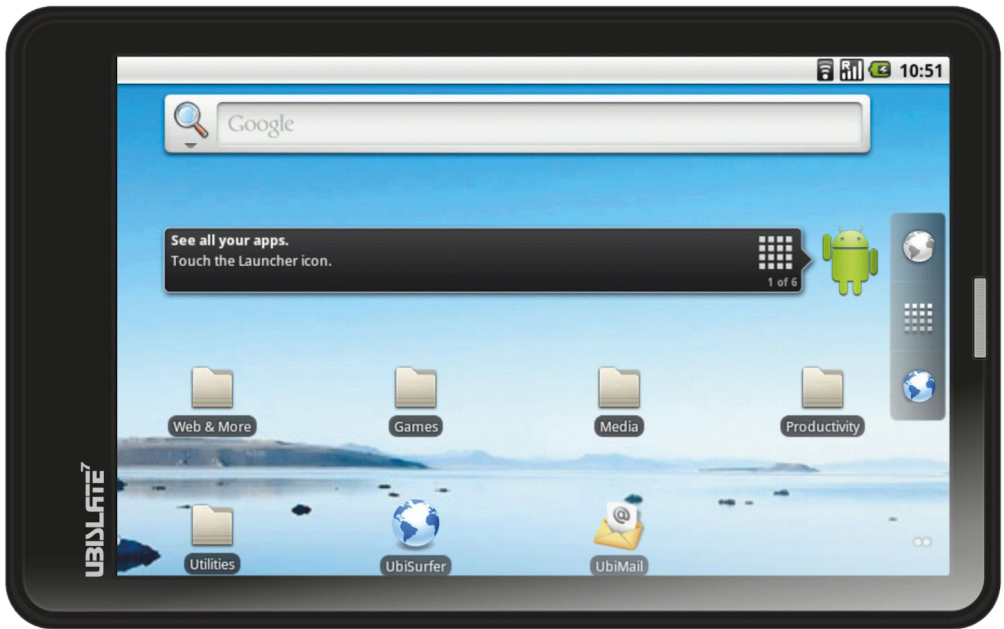 R
10:51
Google
See all your apps.
Touch the Launcher icon.
1 of 6
Web & More
Games
Media
Productivity
Utilities
UbiSurfer
@
UbiMail
UBISLATE7